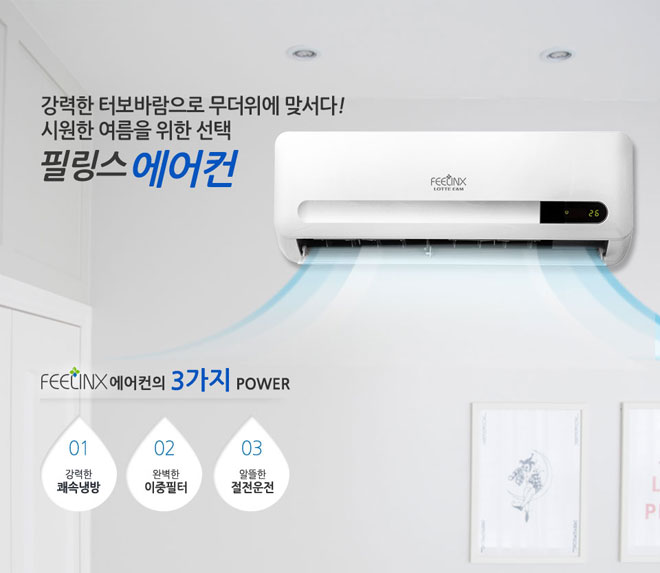 강력한 터보바람으로 무더위에 맞서다!
시원한 여름을 위한 선택
필링스 에어컨
FEELINX
LOTTE E&M
26
FEELINX 에어컨의 3가지 POWER
01
강력한
쾌속냉방
02
완벽한
이중필터
03
알뜰한
절전운전